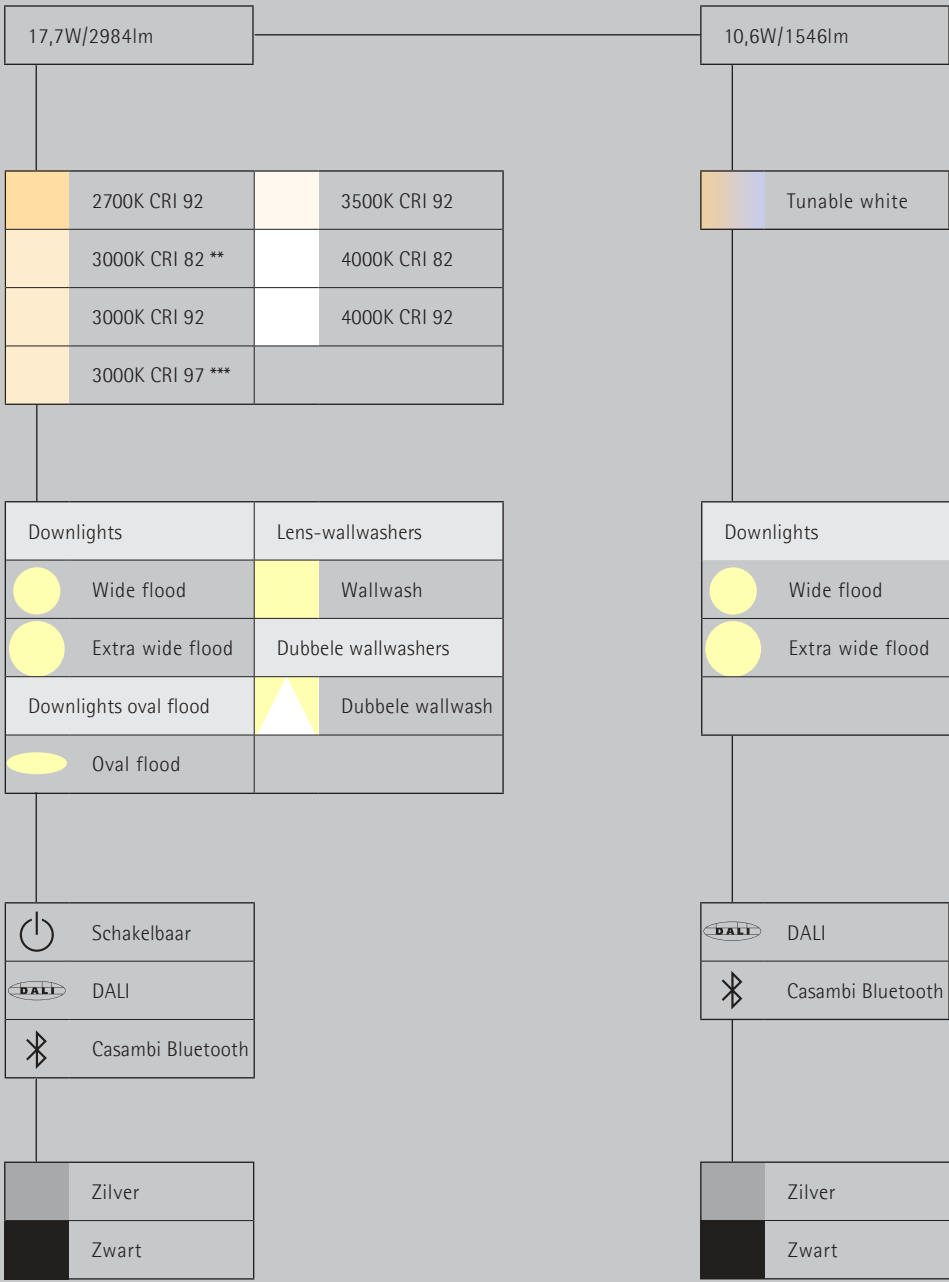 17,7W/2984lm
10,6W/1546lm
2700K CRI 92
3500K CRI 92
Tunable white
3000K CRI 82 **
4000K CRI 82
3000K CRI 92
4000K CRI 92
3000K CRI 97 ***
Downlights
Lens-wallwashers
Downlights
Wide flood
Wallwash
Wide flood
Extra wide flood
Dubbele wallwashers
Extra wide flood
Downlights oval flood
Dubbele wallwash
Oval flood
Schakelbaar
DALI DALI
DALI DALI
Casambi Bluetooth
Casambi Bluetooth
Zilver
Zilver
Zwart
Zwart